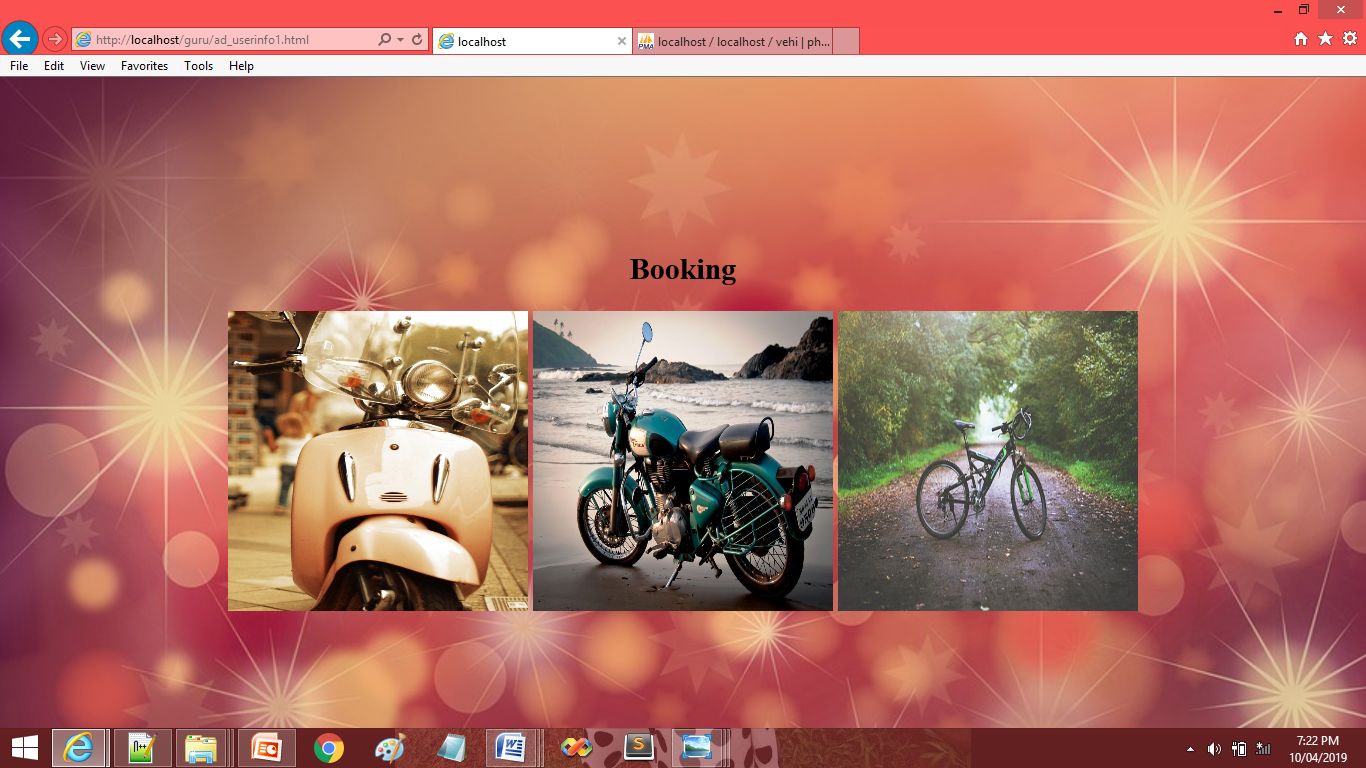 http://localhost/guru/ad_userinfo1.html
localhost
PMA
localhost / localhost / vehi | ph...
File Edit View Favorites Tools Help
Booking
N++
P
W
S
7:22 PM
10/04/2019